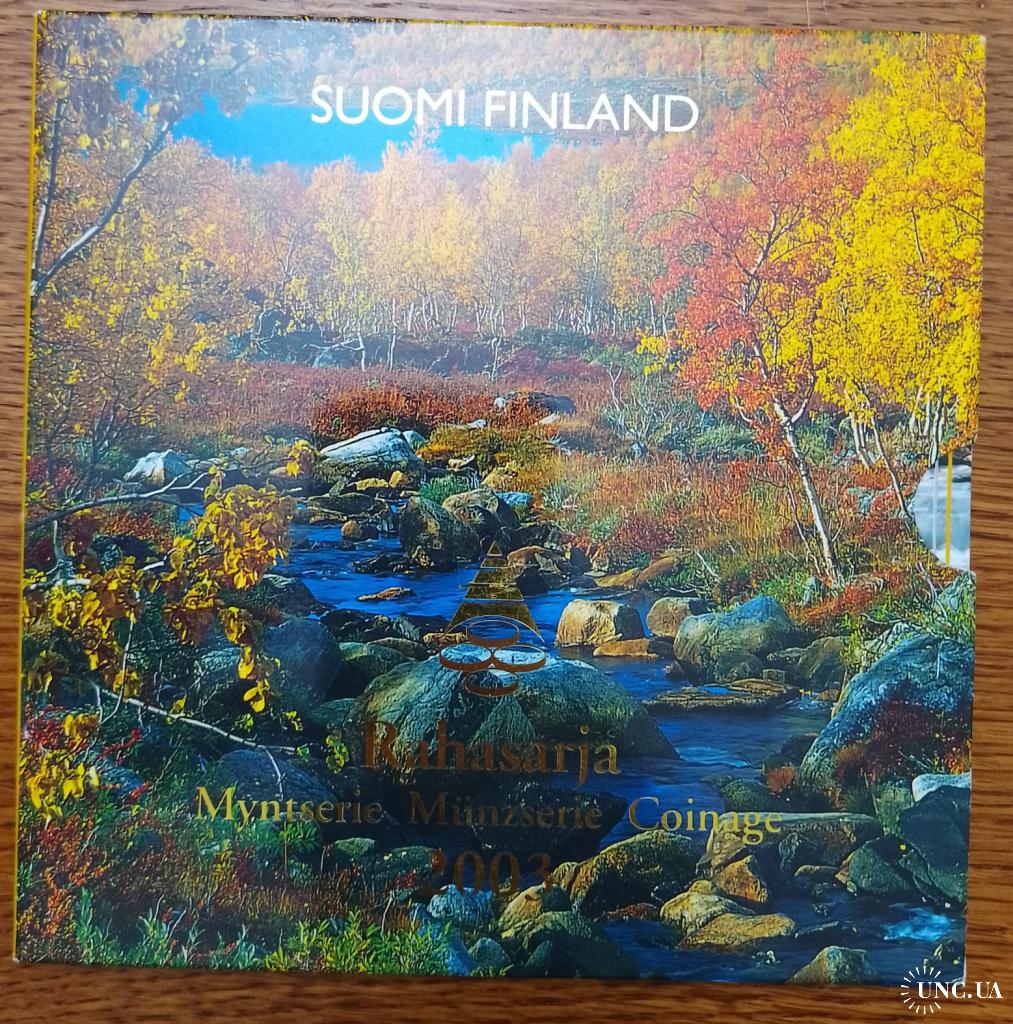 SUOMI FINLAND
Rahasarja
Myntserie Münzserie Coinage
2003
UNC.UA